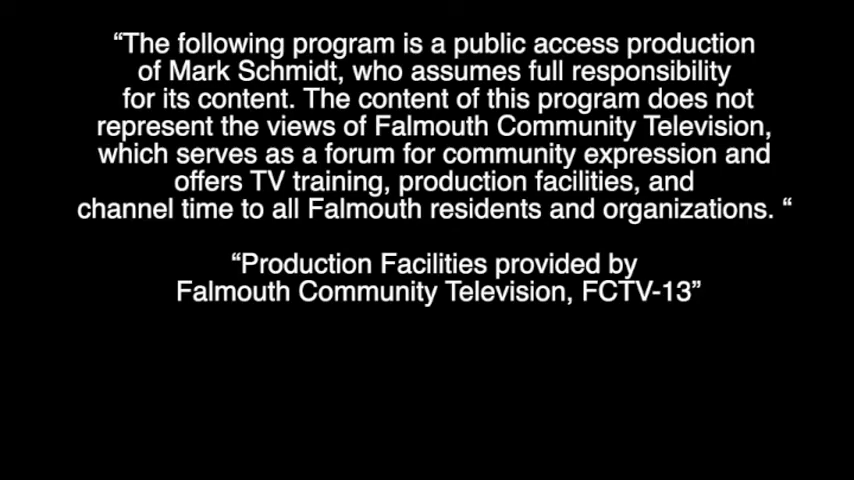 “The following program is a public access production
of Mark Schmidt, who assumes full responsibility
for its content. The content of this program does not
represent the views of Falmouth Community Television,
which serves as a forum for community expression and
offers TV training, production facilities, and
channel time to all Falmouth residents and organizations. “
“Production Facilities provided by
Falmouth Community Television, FCTV-13”